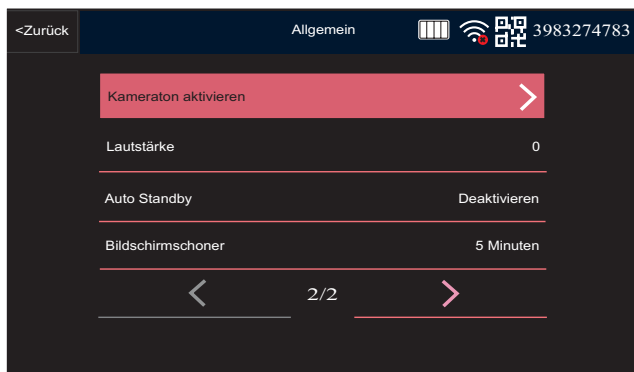 <Zurück Allgemein 3983274783
Kameraton aktivieren
Lautstärke 0
Auto Standby Deaktivieren
Bildschirmschoner 5 Minuten
2/2